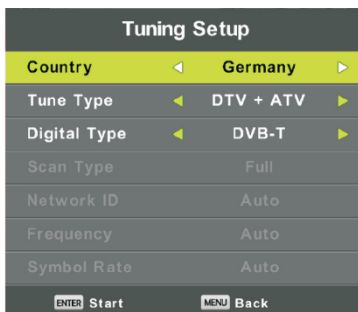 Tuning Setup
Country Germany
Tune Type DTV + ATV
Digital Type DVB-T
Scan Type Full
Network ID Auto
Frequency Auto
Symbol Rate Auto
ENTER Start MENU Back